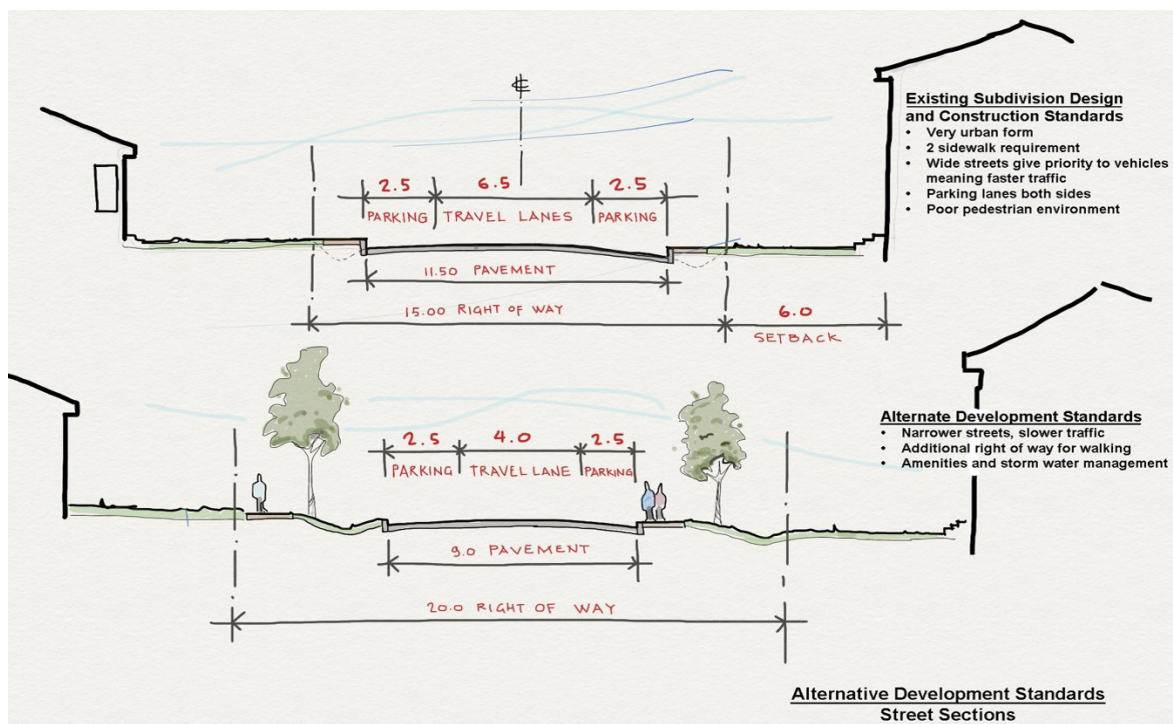 ℄
Existing Subdivision Design
and Construction Standards
• Very urban form
• 2 sidewalk requirement
• Wide streets give priority to vehicles
meaning faster traffic
• Parking lanes both sides
• Poor pedestrian environment
2.5 6.5 2.5
PARKING TRAVEL LANES PARKING
11.50 PAVEMENT
15.00 RIGHT OF WAY
6.0
SETBACK
Alternate Development Standards
• Narrower streets, slower traffic
• Additional right of way for walking
• Amenities and storm water management
2.5 4.0 2.5
PARKING TRAVEL LANE PARKING
9.0 PAVEMENT
20.0 RIGHT OF WAY
Alternative Development Standards
Street Sections